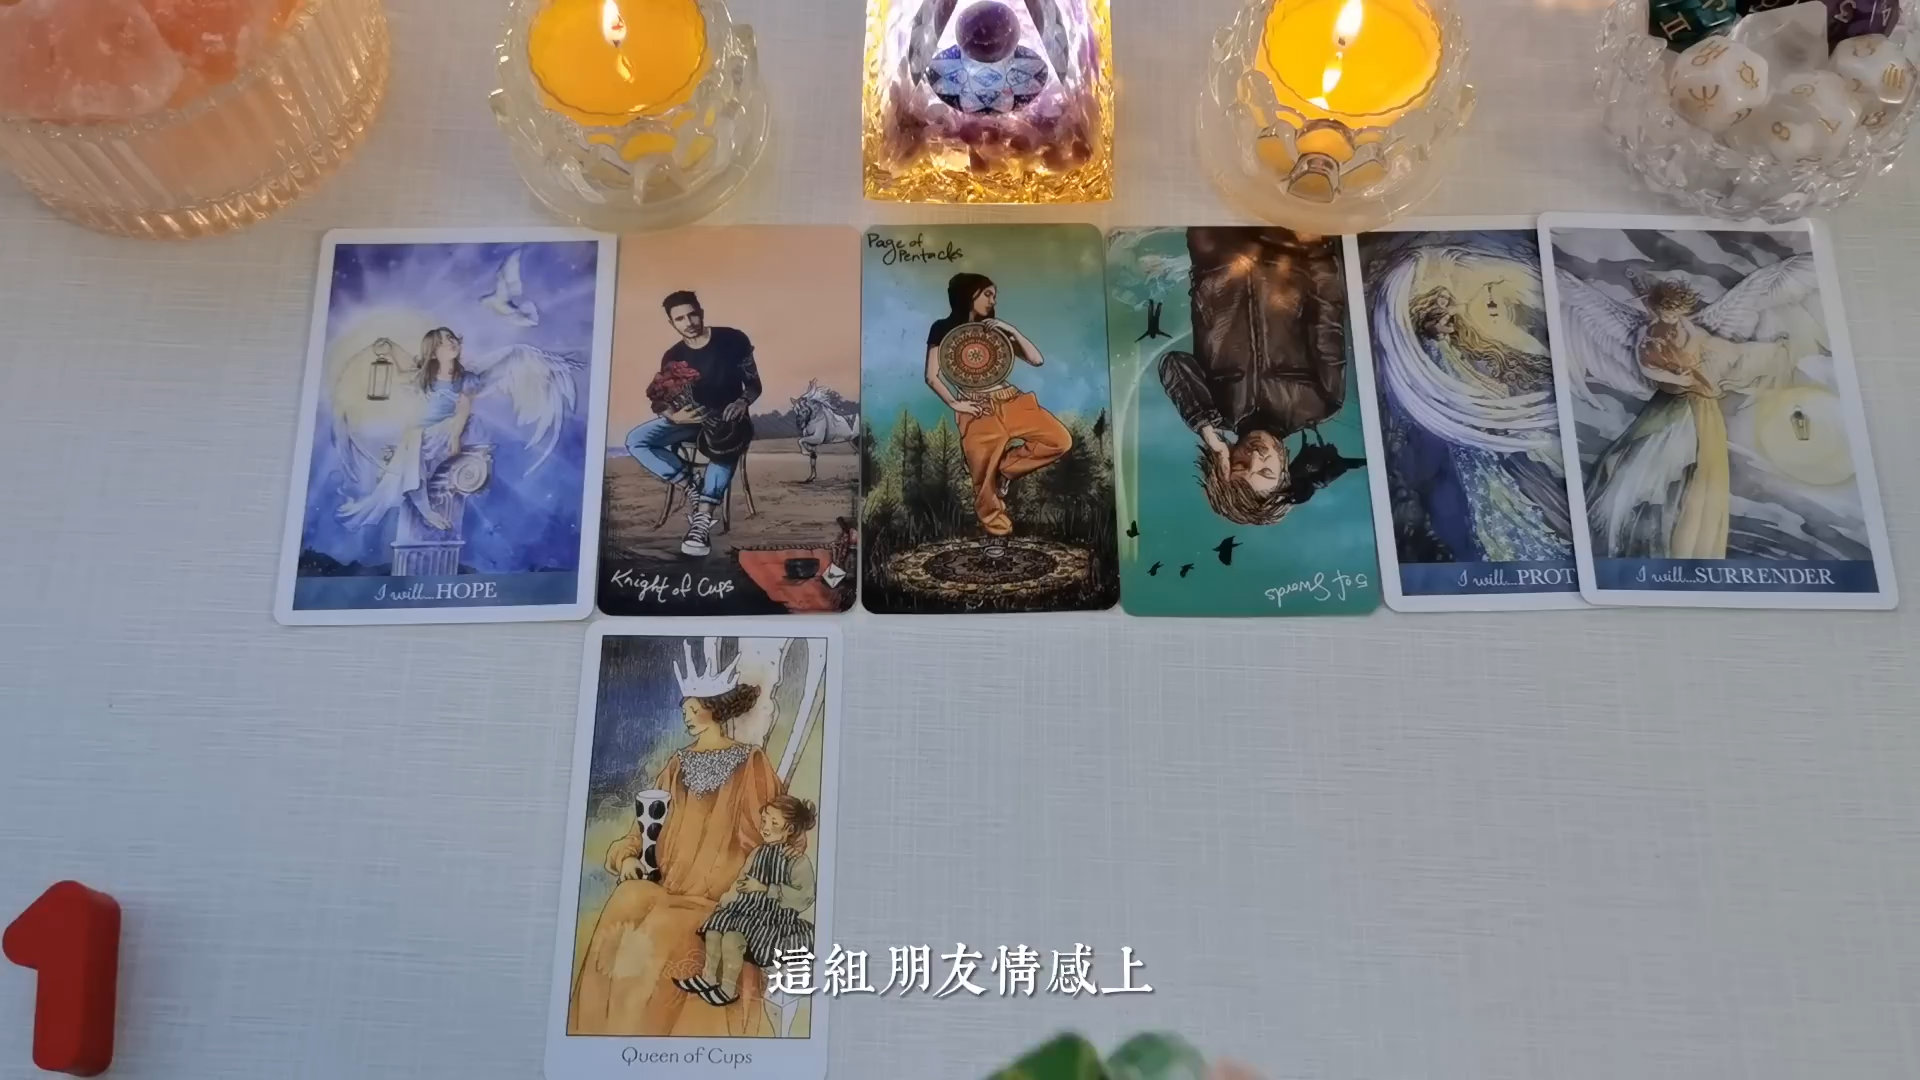 Page of
Pentacles
I will...HOPE
Knight of Cups
5 of Swords
I will...PROT
I will...SURRENDER
1
這組朋友情感上
Queen of Cups